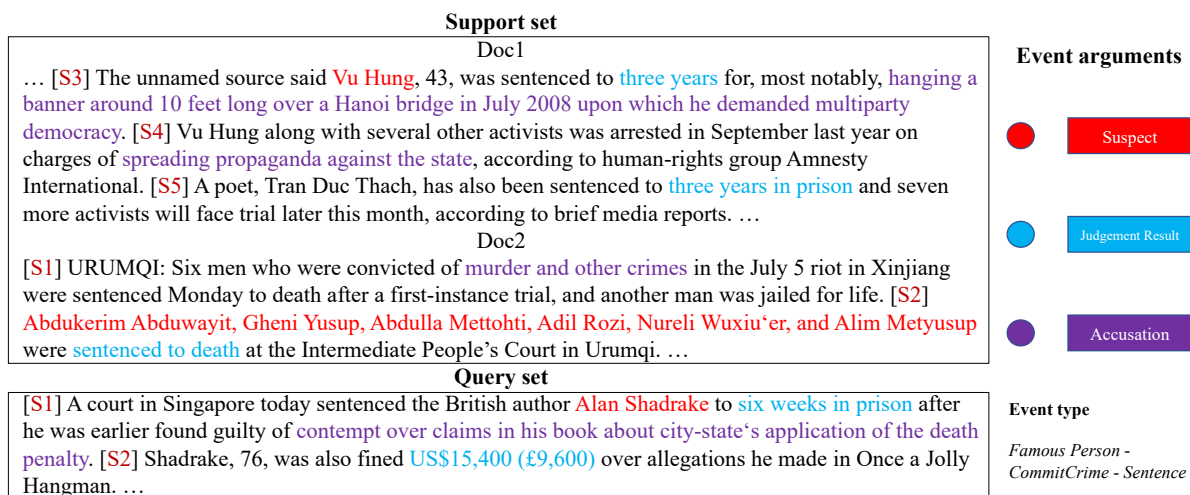 Support set
Doc1
… [S3] The unnamed source said Vu Hung, 43, was sentenced to three years for, most notably, hanging a
banner around 10 feet long over a Hanoi bridge in July 2008 upon which he demanded multiparty
democracy. [S4] Vu Hung along with several other activists was arrested in September last year on
charges of spreading propaganda against the state, according to human-rights group Amnesty
International. [S5] A poet, Tran Duc Thach, has also been sentenced to three years in prison and seven
more activists will face trial later this month, according to brief media reports. …
Doc2
[S1] URUMQI: Six men who were convicted of murder and other crimes in the July 5 riot in Xinjiang
were sentenced Monday to death after a first-instance trial, and another man was jailed for life. [S2]
Abdukerim Abduwayit, Gheni Yusup, Abdulla Mettohti, Adil Rozi, Nureli Wuxiu‘er, and Alim Metyusup
were sentenced to death at the Intermediate People’s Court in Urumqi. …
Query set
[S1] A court in Singapore today sentenced the British author Alan Shadrake to six weeks in prison after
he was earlier found guilty of contempt over claims in his book about city-state‘s application of the death
penalty. [S2] Shadrake, 76, was also fined US$15,400 (£9,600) over allegations he made in Once a Jolly
Hangman. …
Event arguments
Suspect
Judgement Result
Accusation
Event type
Famous Person -
CommitCrime - Sentence